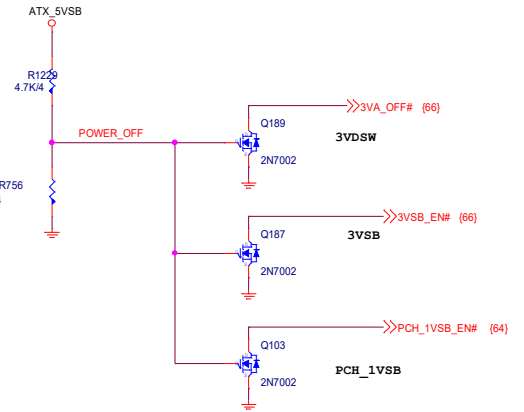 ATX_5VSB
R1229
4.7K/4
3VA_OFF# {66}
Q189
POWER_OFF
3VDSW
2N7002
R756
3VSB_EN# {66}
Q187
3VSB
2N7002
PCH_1VSB_EN# {64}
Q103
PCH_1VSB
2N7002